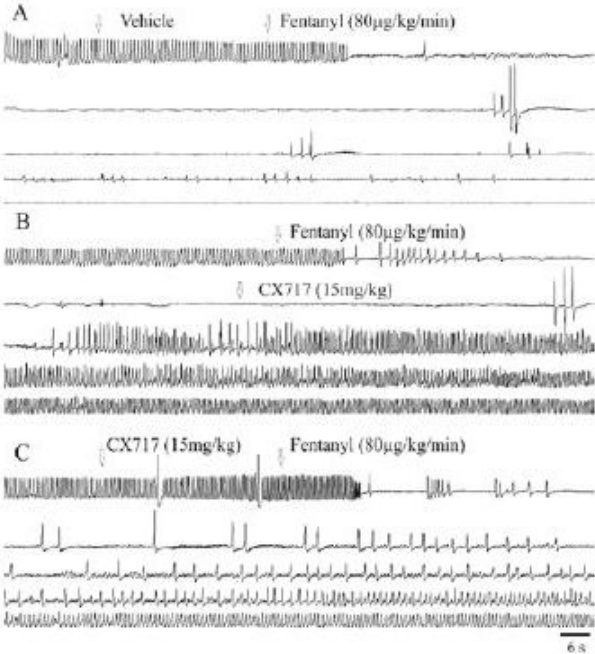 A
Vehicle Fentanyl (80µg/kg/min)
B
Fentanyl (80µg/kg/min)
CX717 (15mg/kg)
C
CX717 (15mg/kg) Fentanyl (80µg/kg/min)
6 s